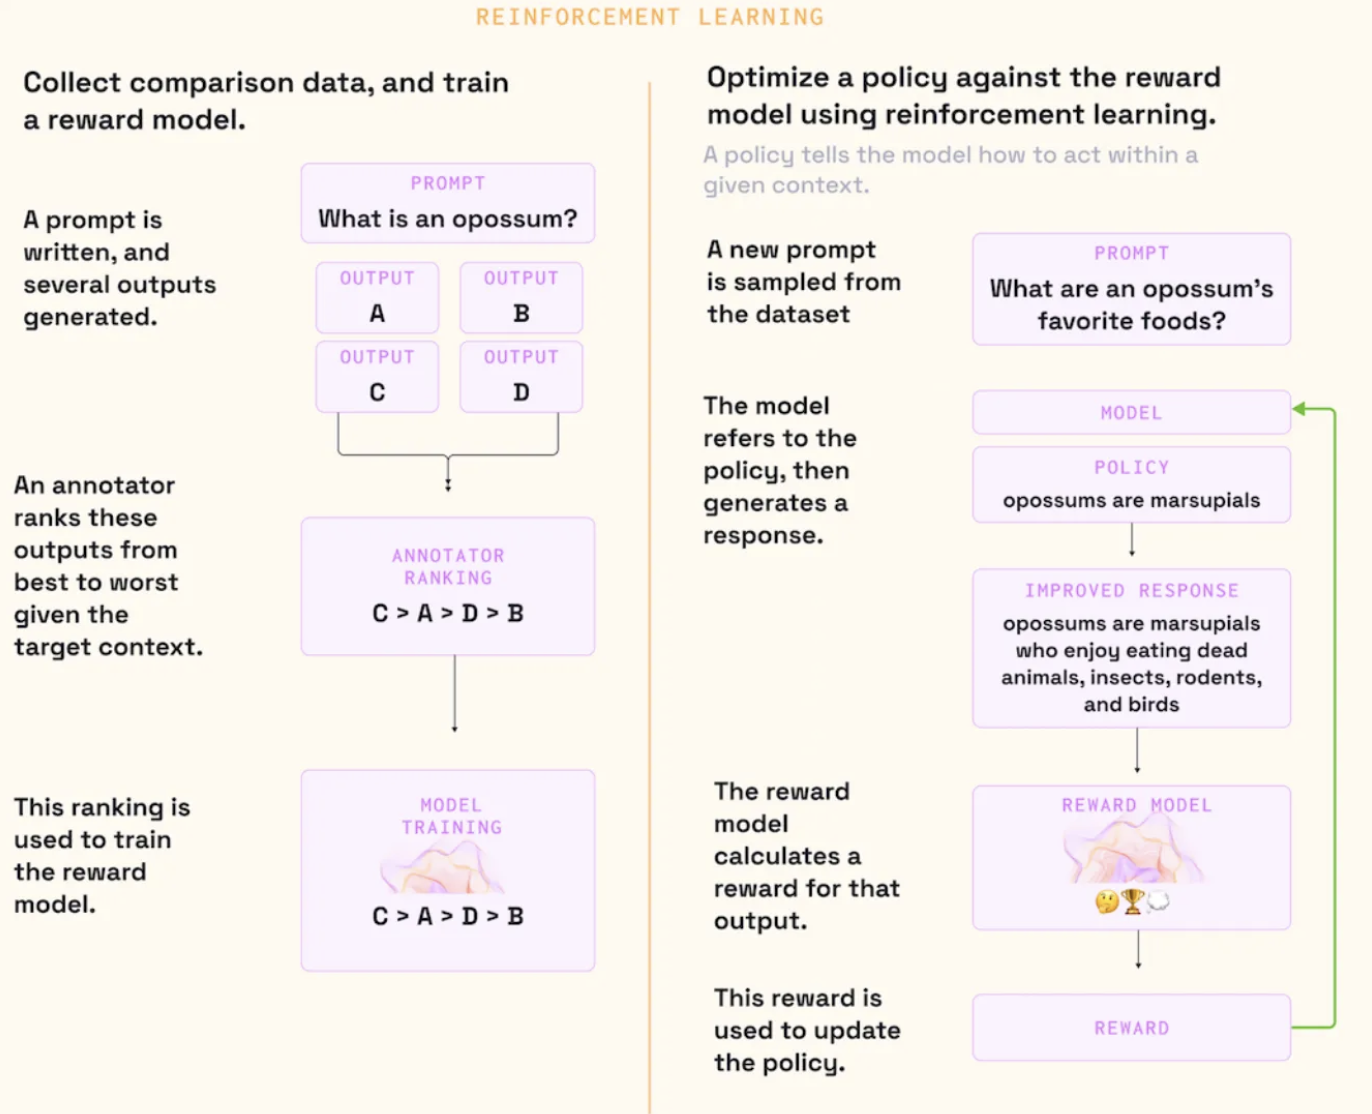 REINFORCEMENT LEARNING
Collect comparison data, and train
a reward model.
A prompt is
written, and
several outputs
generated.
PROMPT
What is an opossum?
OUTPUT
A
OUTPUT
B
OUTPUT
C
OUTPUT
D
An annotator
ranks these
outputs from
best to worst
given the
target context.
ANNOTATOR
RANKING
C > A > D > B
This ranking is
used to train
the reward
model.
MODEL
TRAINING
C > A > D > B
Optimize a policy against the reward
model using reinforcement learning.
A policy tells the model how to act within a
given context.
A new prompt
is sampled from
the dataset
PROMPT
What are an opossum's
favorite foods?
The model
refers to the
policy, then
generates a
response.
MODEL
POLICY
opossums are marsupials
IMPROVED RESPONSE
opossums are marsupials
who enjoy eating dead
animals, insects, rodents,
and birds
The reward
model
calculates a
reward for that
output.
REWARD MODEL
This reward is
used to update
the policy.
REWARD